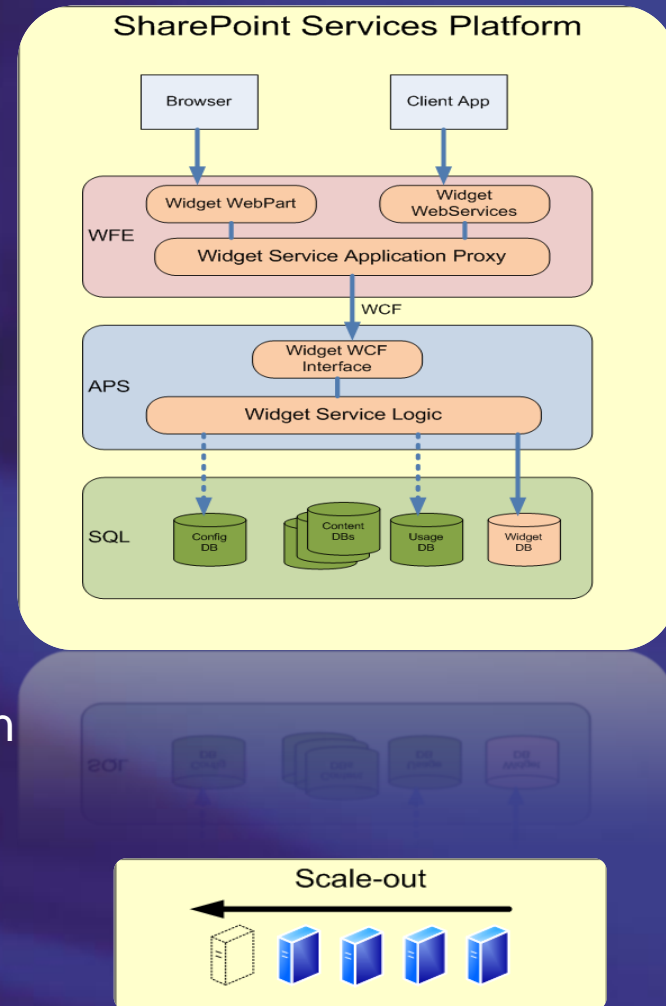 SharePoint Services Platform
Browser
Client App
WFE
Widget WebPart
Widget
WebServices
Widget Service Application Proxy
WCF
APS
Widget WCF
Interface
Widget Service Logic
SQL
Config
DB
Content
DBs
Usage
DB
Widget
DB
n
Scale-out